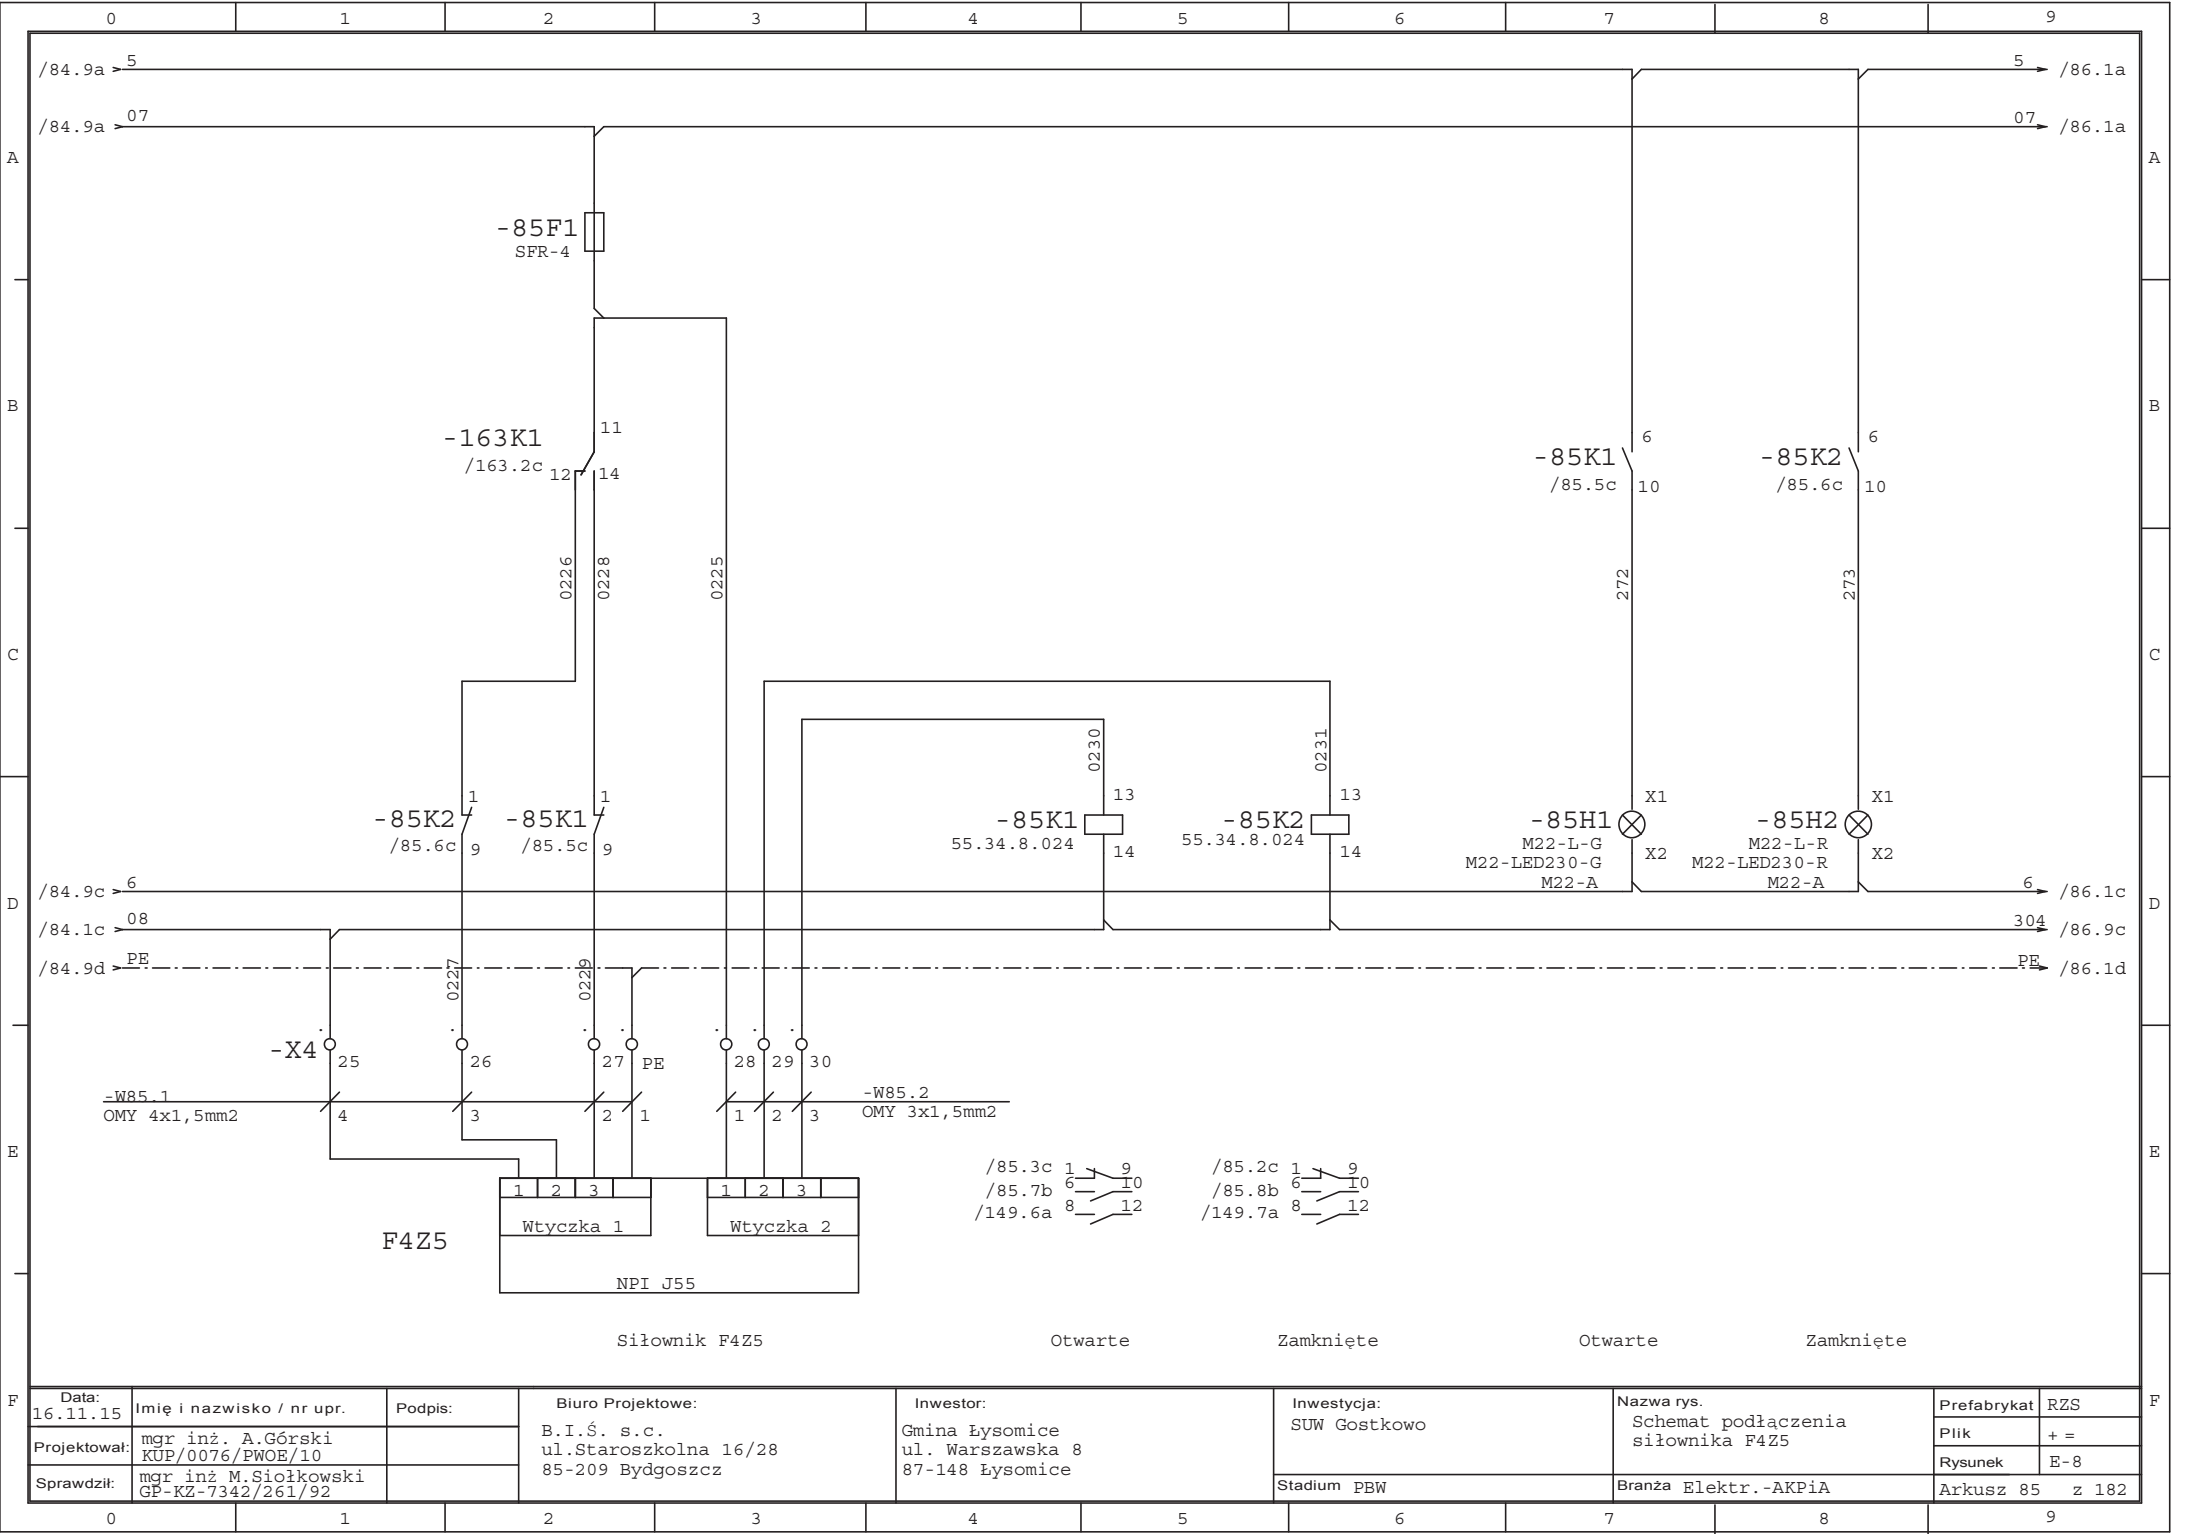 0 1 2 3 4 5 6 7 8 9
/84.9a 5 5 /86.1a
/84.9a 07 07 /86.1a
A A
-85F1
SFR-4
B B
-163K1 11
/163.2c 12 14
-85K1 6
/85.5c 10
-85K2 6
/85.6c 10
0226 0228 0225 272 273
C C
0230 0231
-85K2 1
/85.6c 9
-85K1 1
/85.5c 9
-85K1 13
55.34.8.024 14
-85K2 13
55.34.8.024 14
-85H1 X1
M22-L-G
M22-LED230-G X2
M22-A
-85H2 X1
M22-L-R
M22-LED230-R X2
M22-A
/84.9c 6 6 /86.1c
D D
/84.1c 08 304 /86.9c
/84.9d PE PE /86.1d
0227 0229
-X4 25 26 27 PE 28 29 30
-W85.1
OMY 4x1,5mm2 4 3 2 1
1 2 3 -W85.2
OMY 3x1,5mm2
E E
/85.3c 1 9
/85.7b 6 10
/149.6a 8 12
/85.2c 1 9
/85.8b 6 10
/149.7a 8 12
1 2 3 1 2 3
Wtyczka 1 Wtyczka 2
F4Z5
NPI J55
Siłownik F4Z5 Otwarte Zamknięte Otwarte Zamknięte
F F
Data:
16.11.15
Imię i nazwisko / nr upr.
Podpis:
Projektował:
mgr inż. A.Górski
KUP/0076/PWOE/10
Sprawdził:
mgr inż M.Siołkowski
GP-KZ-7342/261/92
Biuro Projektowe:
B.I.Ś. s.c.
ul.Staroszkolna 16/28
85-209 Bydgoszcz
Inwestor:
Gmina Łysomice
ul. Warszawska 8
87-148 Łysomice
Inwestycja:
SUW Gostkowo
Stadium PBW
Nazwa rys.
Schemat podłączenia
siłownika F4Z5
Branża Elektr.-AKPiA
Prefabrykat RZS
Plik + =
Rysunek E-8
Arkusz 85 z 182
0 1 2 3 4 5 6 7 8 9